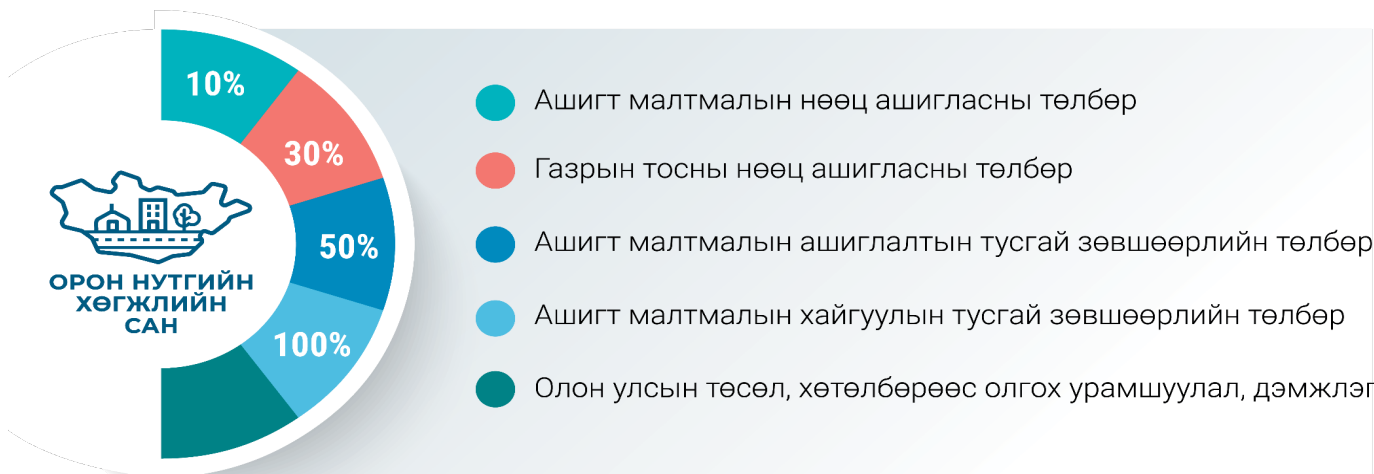 10%
30%
50%
100%
ОРОН НУТГИЙН
ХӨГЖЛИЙН
САН
Ашигт малтмалын нөөц ашигласны төлбөр
Газрын тосны нөөц ашигласны төлбөр
Ашигт малтмалын ашиглалтын тусгай зөвшөөрлийн төлбөр
Ашигт малтмалын хайгуулын тусгай зөвшөөрлийн төлбөр
Олон улсын төсөл, хөтөлбөрөөс олгох урамшуулал, дэмжлэг